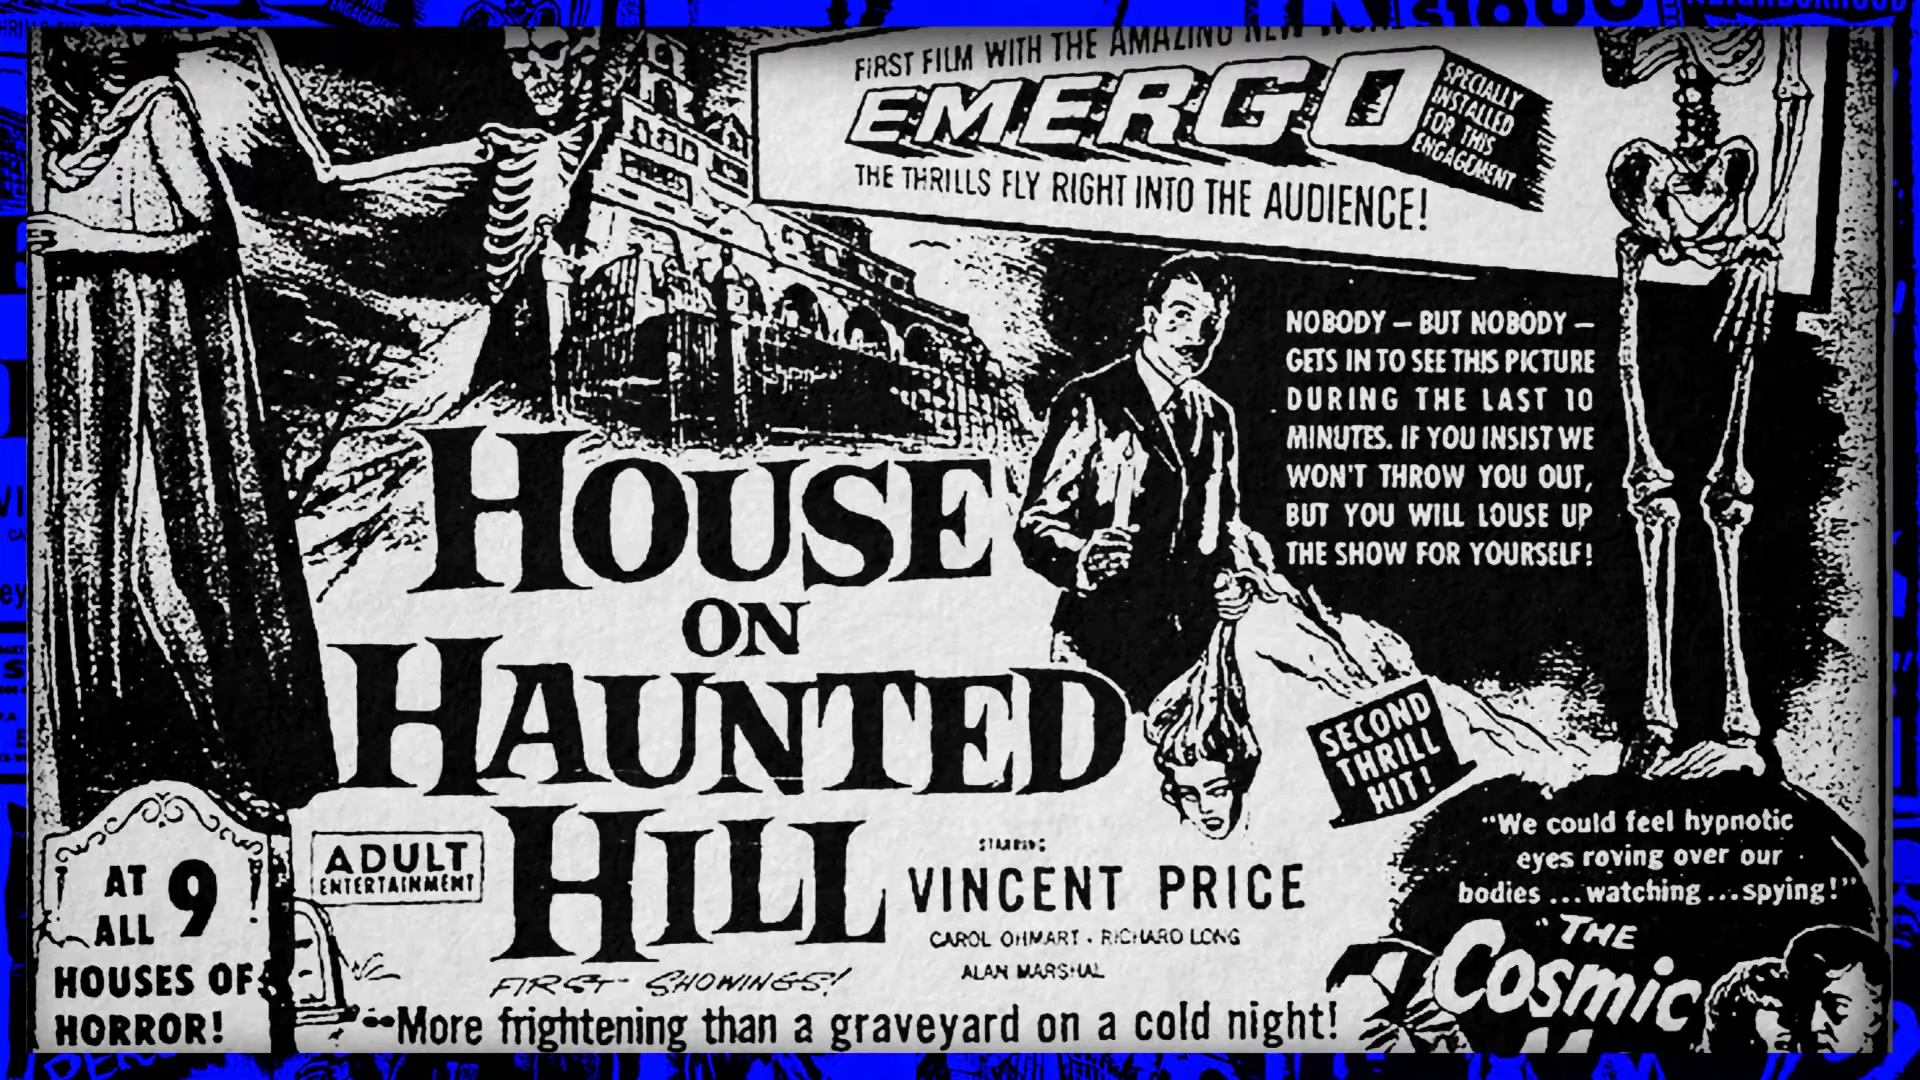 FIRST FILM WITH THE AMAZING NEW
EMERGO
SPECIALLY
INSTALLED
FOR THIS
ENGAGEMENT
THE THRILLS FLY RIGHT INTO THE AUDIENCE!
NOBODY – BUT NOBODY –
GETS IN TO SEE THIS PICTURE
DURING THE LAST 10
MINUTES. IF YOU INSIST WE
WON'T THROW YOU OUT,
BUT YOU WILL LOUSE UP
THE SHOW FOR YOURSELF!
HOUSE
ON
HAUNTED
HILL
SECOND
THRILL
HIT!
AT
ALL 9
HOUSES OF
HORROR!
ADULT
ENTERTAINMENT
STARRING
VINCENT PRICE
CAROL OHMART · RICHARD LONG
ALAN MARSHAL
FIRST SHOWINGS!
More frightening than a graveyard on a cold night!
"We could feel hypnotic
eyes roving over our
bodies ...watching...spying!"
"THE
COSMIC